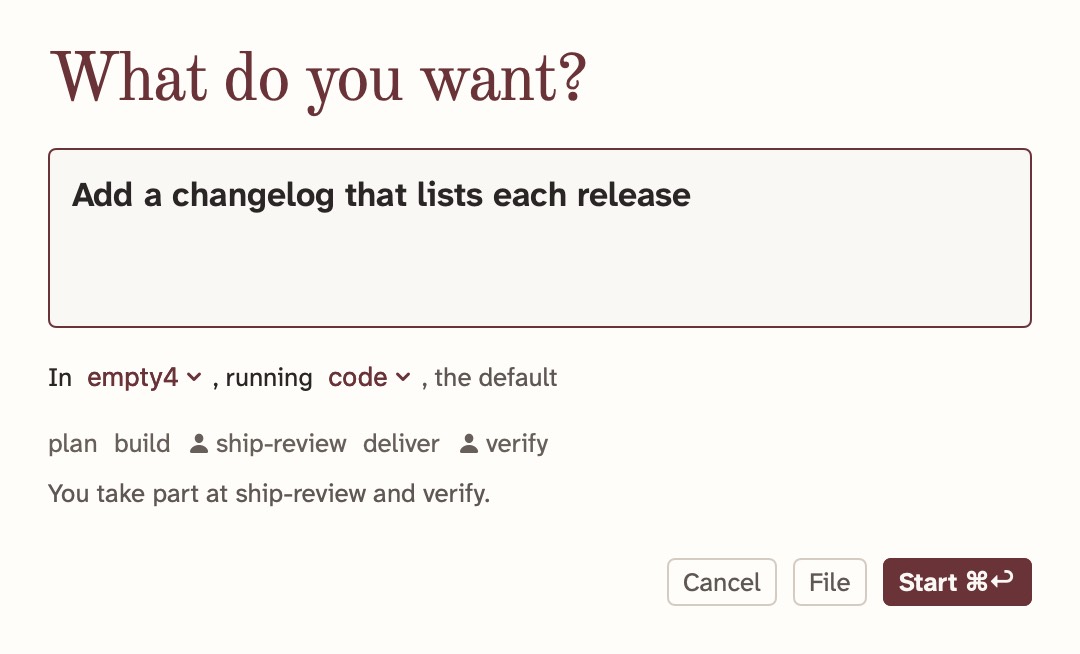 What do you want?
Add a changelog that lists each release
In empty4 , running code , the default
plan build ship-review deliver verify
You take part at ship-review and verify.
Cancel File Start ⌘↩